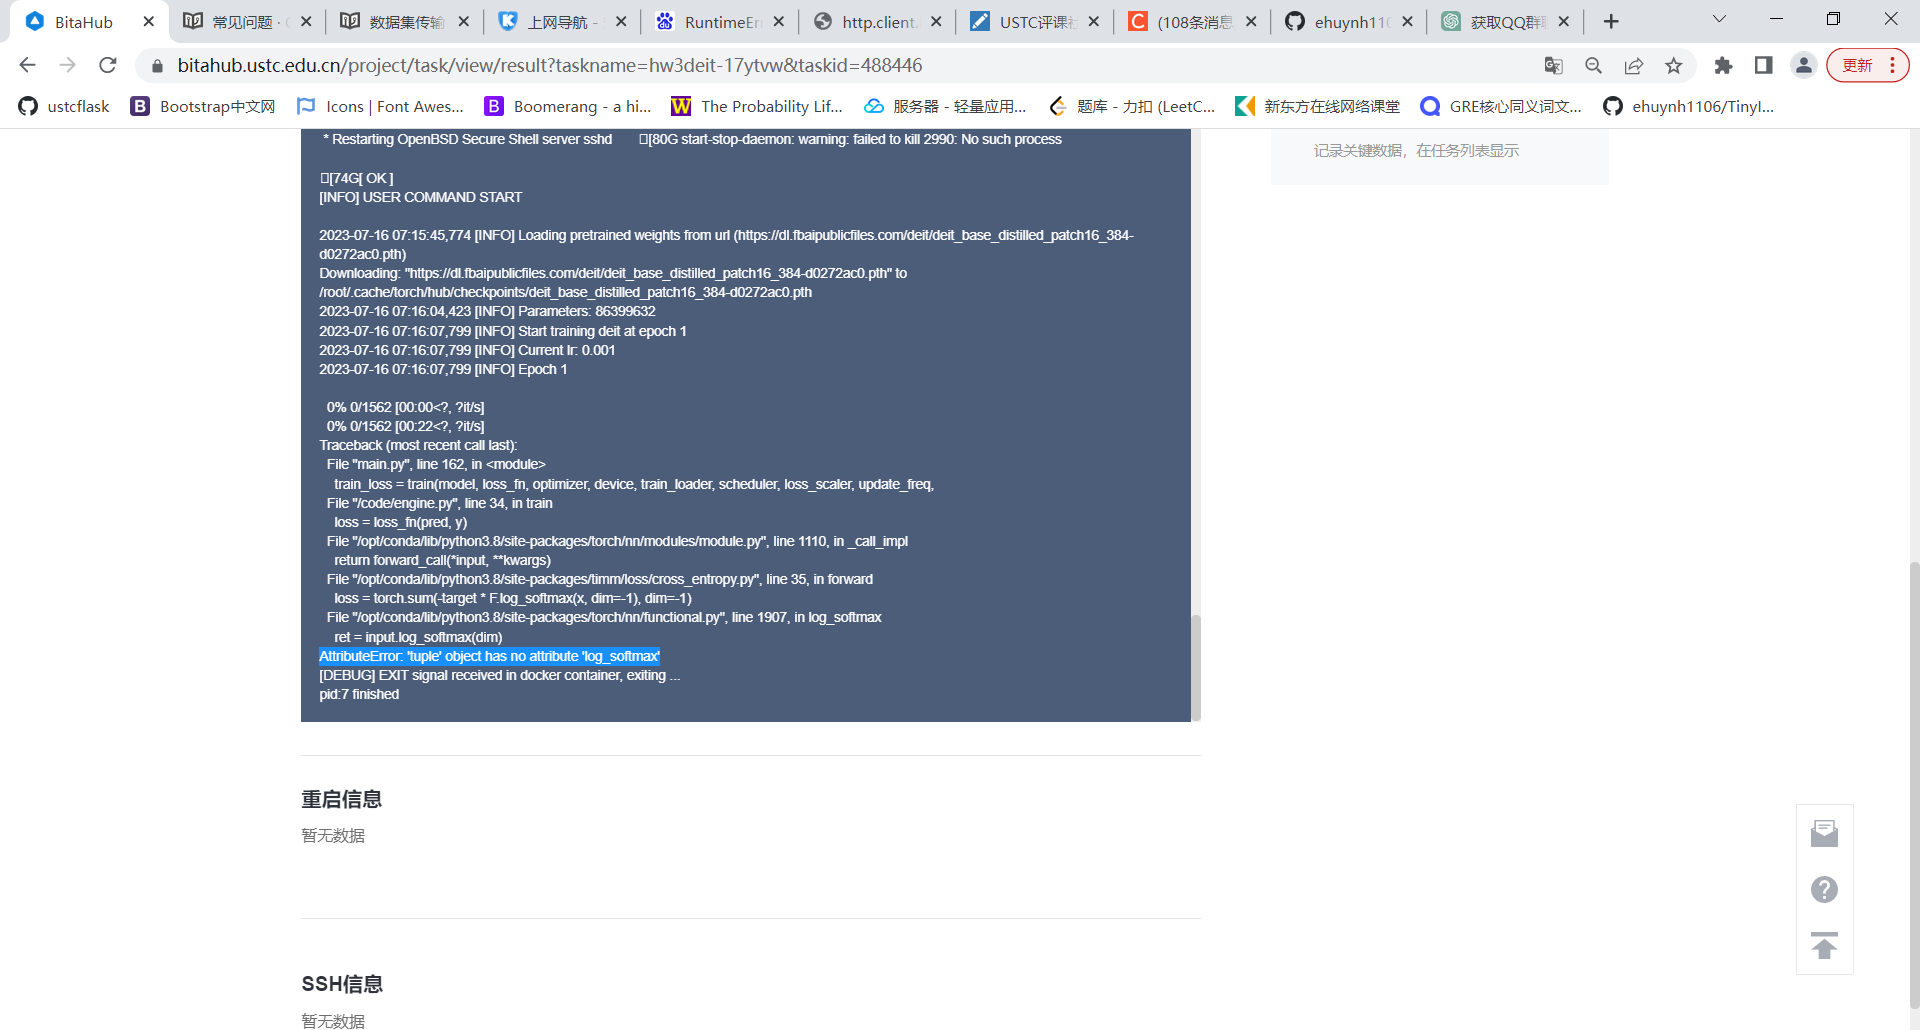 BitaHub
常见问题 ·
数据集传输
上网导航 -
RuntimeErr
http.client.
USTC评课社
(108条消息
ehuynh110
获取QQ群聊
bitahub.ustc.edu.cn/project/task/view/result?taskname=hw3deit-17ytvw&taskid=488446
更新
ustcflask
Bootstrap中文网
Icons | Font Awes...
Boomerang - a hi...
The Probability Lif...
服务器 - 轻量应用...
题库 - 力扣 (LeetC...
新东方在线网络课堂
GRE核心同义词文...
ehuynh1106/TinyI...
* Restarting OpenBSD Secure Shell server sshd [80G start-stop-daemon: warning: failed to kill 2990: No such process
[74G[ OK ]
[INFO] USER COMMAND START
2023-07-16 07:15:45,774 [INFO] Loading pretrained weights from url (https://dl.fbaipublicfiles.com/deit/deit_base_distilled_patch16_384-
d0272ac0.pth)
Downloading: "https://dl.fbaipublicfiles.com/deit/deit_base_distilled_patch16_384-d0272ac0.pth" to
/root/.cache/torch/hub/checkpoints/deit_base_distilled_patch16_384-d0272ac0.pth
2023-07-16 07:16:04,423 [INFO] Parameters: 86399632
2023-07-16 07:16:07,799 [INFO] Start training deit at epoch 1
2023-07-16 07:16:07,799 [INFO] Current lr: 0.001
2023-07-16 07:16:07,799 [INFO] Epoch 1
0% 0/1562 [00:00<?, ?it/s]
0% 0/1562 [00:22<?, ?it/s]
Traceback (most recent call last):
File "main.py", line 162, in <module>
train_loss = train(model, loss_fn, optimizer, device, train_loader, scheduler, loss_scaler, update_freq,
File "/code/engine.py", line 34, in train
loss = loss_fn(pred, y)
File "/opt/conda/lib/python3.8/site-packages/torch/nn/modules/module.py", line 1110, in _call_impl
return forward_call(*input, **kwargs)
File "/opt/conda/lib/python3.8/site-packages/timm/loss/cross_entropy.py", line 35, in forward
loss = torch.sum(-target * F.log_softmax(x, dim=-1), dim=-1)
File "/opt/conda/lib/python3.8/site-packages/torch/nn/functional.py", line 1907, in log_softmax
ret = input.log_softmax(dim)
AttributeError: 'tuple' object has no attribute 'log_softmax'
[DEBUG] EXIT signal received in docker container, exiting ...
pid:7 finished
记录关键数据，在任务列表显示
重启信息
暂无数据
SSH信息
暂无数据